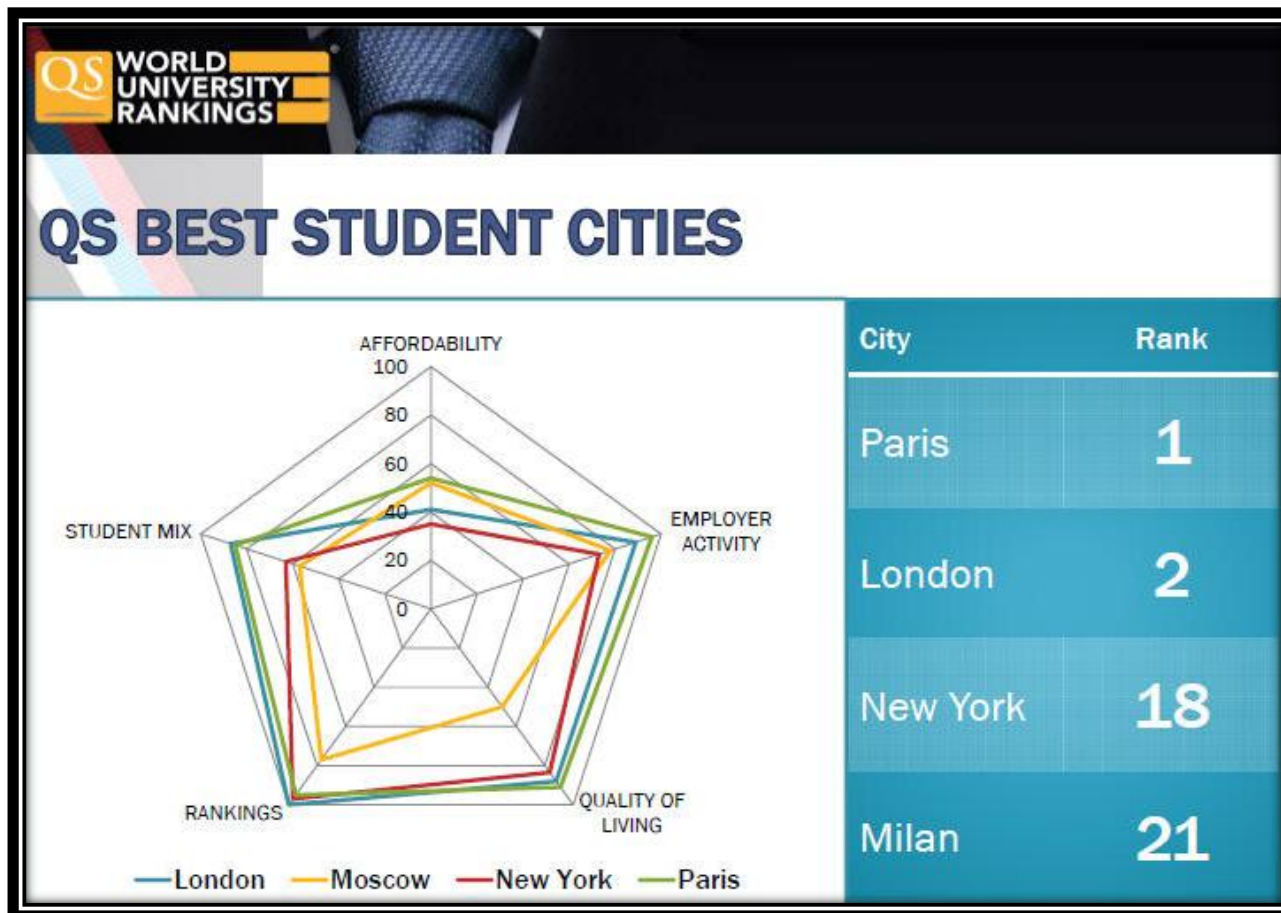 QS
WORLD
UNIVERSITY
RANKINGS
®
QS BEST STUDENT CITIES
AFFORDABILITY
100
80
60
40
20
0
STUDENT MIX
EMPLOYER
ACTIVITY
RANKINGS
QUALITY OF
LIVING
London Moscow New York Paris
City Rank
Paris 1
London 2
New York 18
Milan 21